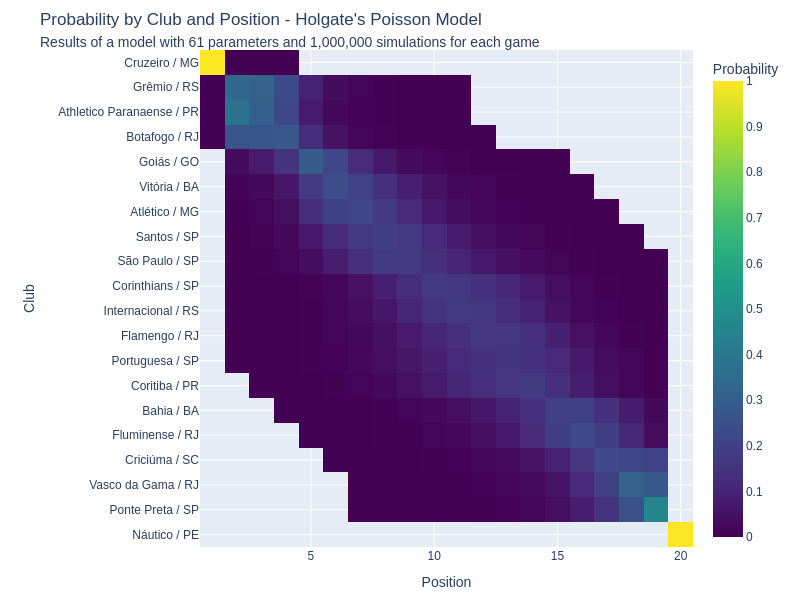 Probability by Club and Position - Holgate's Poisson Model
Results of a model with 61 parameters and 1,000,000 simulations for each game
Probability
Club
Cruzeiro / MG
Grêmio / RS
Athletico Paranaense / PR
Botafogo / RJ
Goiás / GO
Vitória / BA
Atlético / MG
Santos / SP
São Paulo / SP
Corinthians / SP
Internacional / RS
Flamengo / RJ
Portuguesa / SP
Coritiba / PR
Bahia / BA
Fluminense / RJ
Criciúma / SC
Vasco da Gama / RJ
Ponte Preta / SP
Náutico / PE
1
0.9
0.8
0.7
0.6
0.5
0.4
0.3
0.2
0.1
0
5 10 15 20
Position